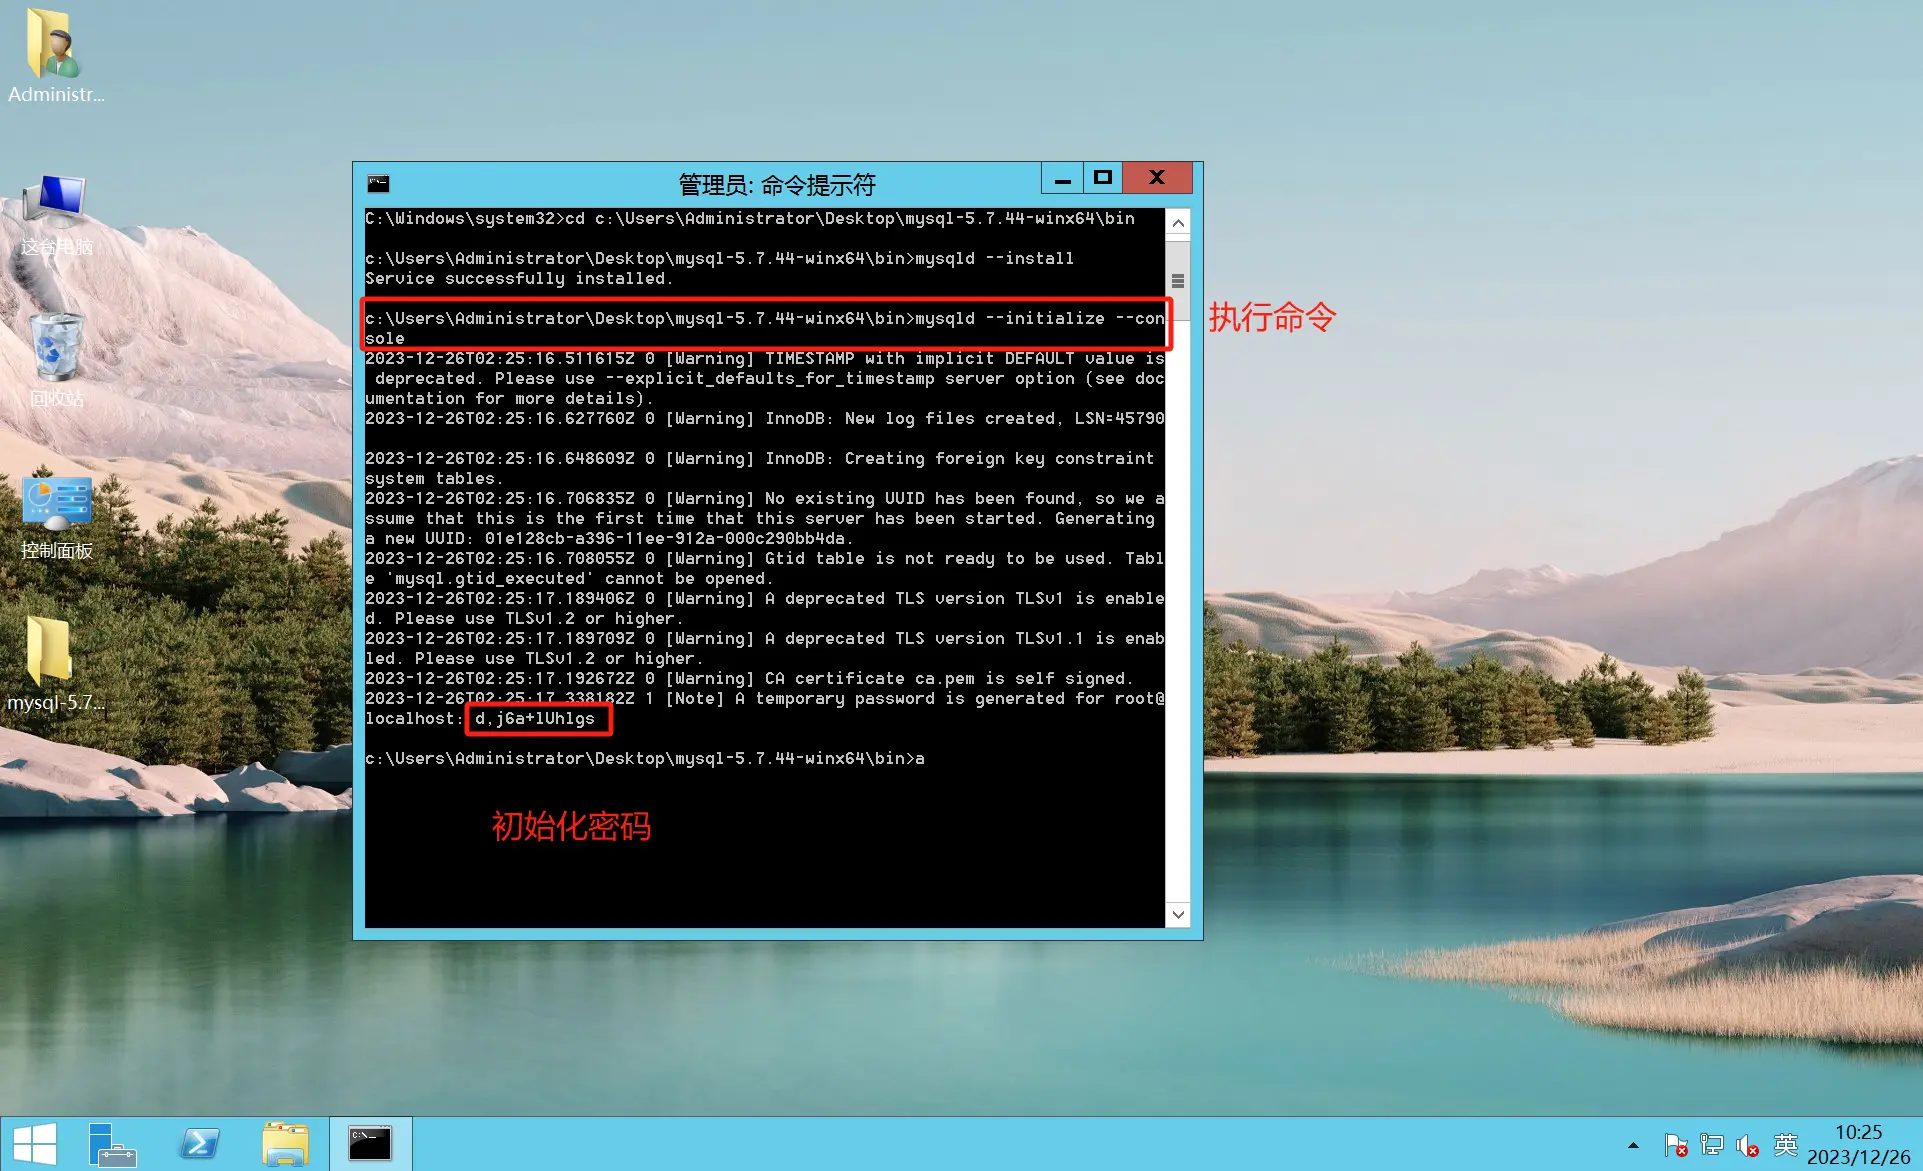 Administr...
这台电脑
回收站
控制面板
mysql-5.7...
管理员: 命令提示符
C:\Windows\system32>cd c:\Users\Administrator\Desktop\mysql-5.7.44-winx64\bin
c:\Users\Administrator\Desktop\mysql-5.7.44-winx64\bin>mysqld --install
Service successfully installed.
c:\Users\Administrator\Desktop\mysql-5.7.44-winx64\bin>mysqld --initialize --con
sole
执行命令
2023-12-26T02:25:16.511615Z 0 [Warning] TIMESTAMP with implicit DEFAULT value is
 deprecated. Please use --explicit_defaults_for_timestamp server option (see doc
umentation for more details).
2023-12-26T02:25:16.627760Z 0 [Warning] InnoDB: New log files created, LSN=45790
2023-12-26T02:25:16.648609Z 0 [Warning] InnoDB: Creating foreign key constraint
system tables.
2023-12-26T02:25:16.706835Z 0 [Warning] No existing UUID has been found, so we a
ssume that this is the first time that this server has been started. Generating
a new UUID: 01e128cb-a396-11ee-912a-000c290bb4da.
2023-12-26T02:25:16.708055Z 0 [Warning] Gtid table is not ready to be used. Tabl
e 'mysql.gtid_executed' cannot be opened.
2023-12-26T02:25:17.189406Z 0 [Warning] A deprecated TLS version TLSv1 is enable
d. Please use TLSv1.2 or higher.
2023-12-26T02:25:17.189709Z 0 [Warning] A deprecated TLS version TLSv1.1 is enab
led. Please use TLSv1.2 or higher.
2023-12-26T02:25:17.192672Z 0 [Warning] CA certificate ca.pem is self signed.
2023-12-26T02:25:17.338182Z 1 [Note] A temporary password is generated for root@
localhost: d,j6a+lUhlgs
c:\Users\Administrator\Desktop\mysql-5.7.44-winx64\bin>a
初始化密码
英
10:25
2023/12/26